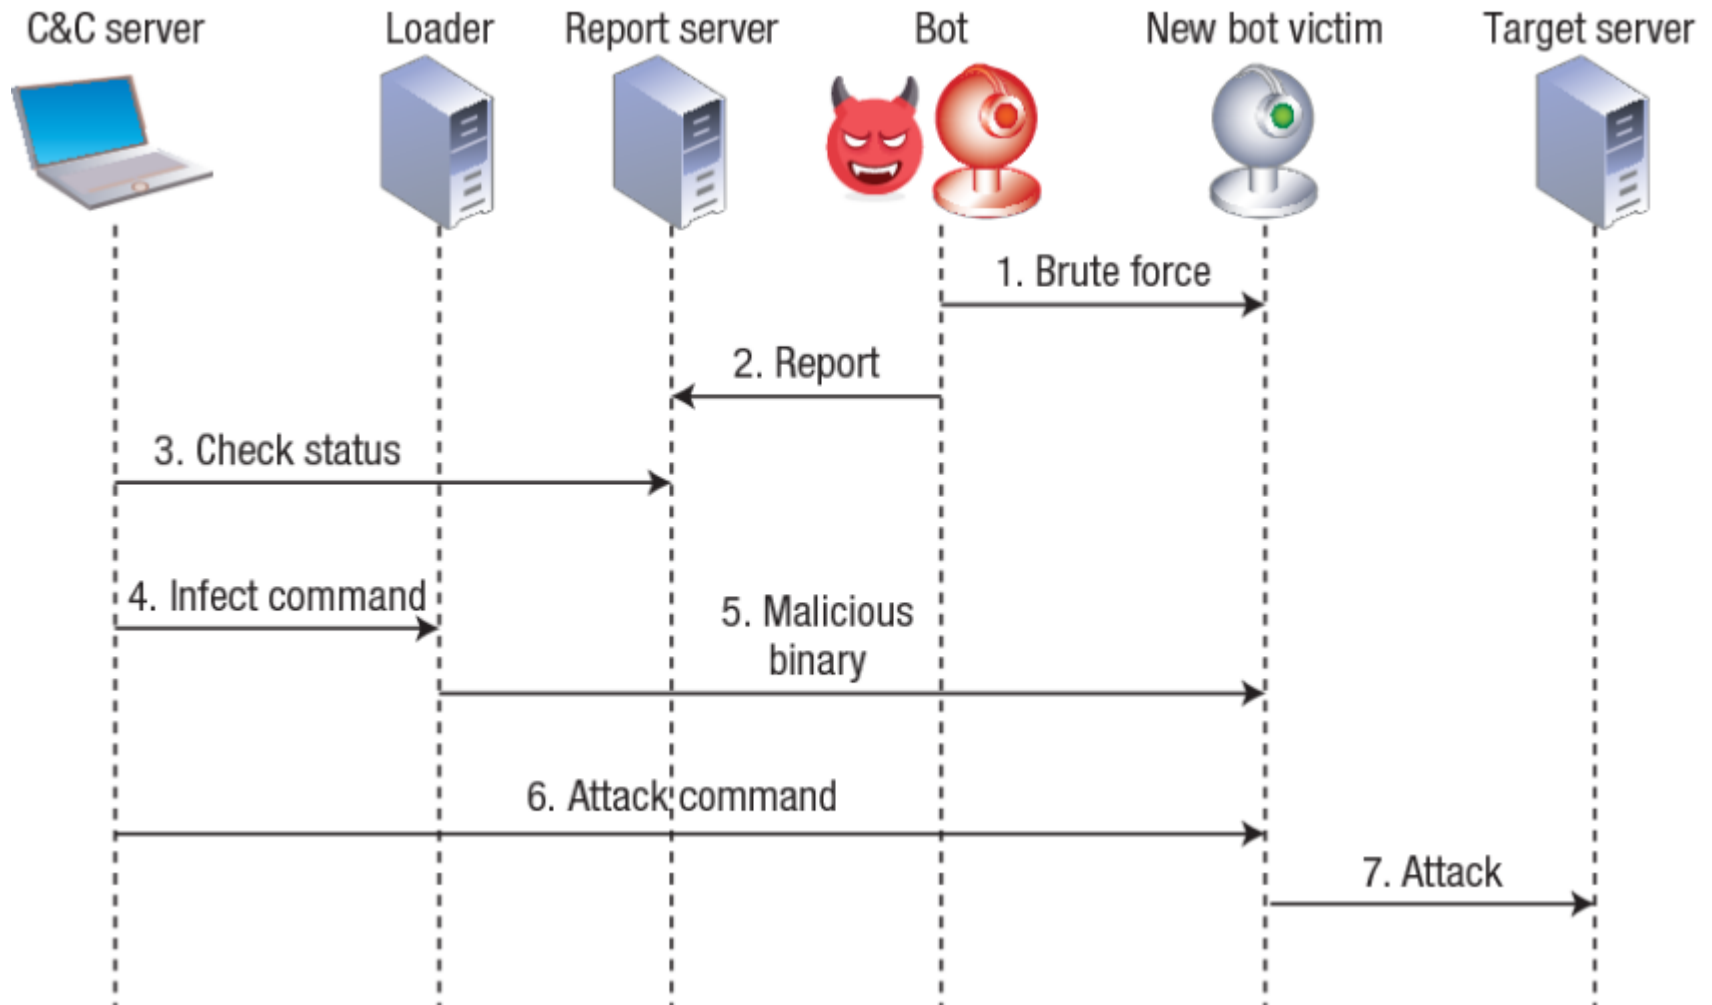 C&C server
Loader
Report server
Bot
New bot victim
Target server
1. Brute force
2. Report
3. Check status
4. Infect command
5. Malicious
binary
6. Attack command
7. Attack